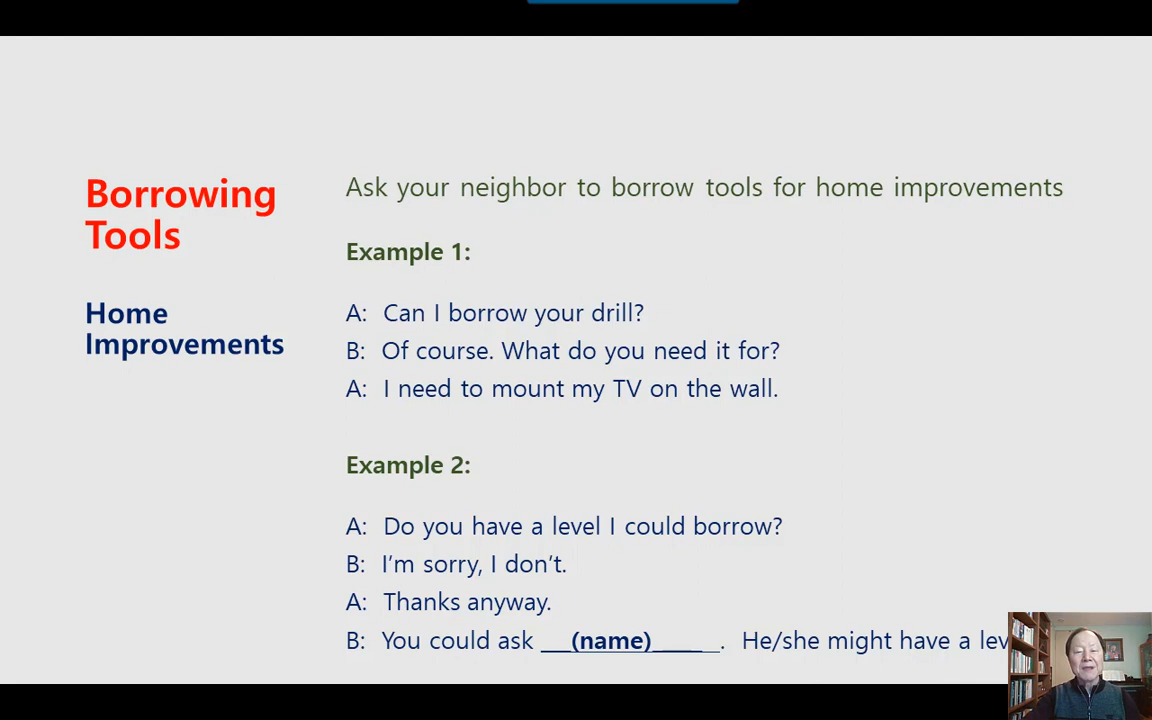 Borrowing
Tools
Home
Improvements
Ask your neighbor to borrow tools for home improvements
Example 1:
A: Can I borrow your drill?
B: Of course. What do you need it for?
A: I need to mount my TV on the wall.
Example 2:
A: Do you have a level I could borrow?
B: I'm sorry, I don't.
A: Thanks anyway.
B: You could ask __(name)_____. He/she might have a lev